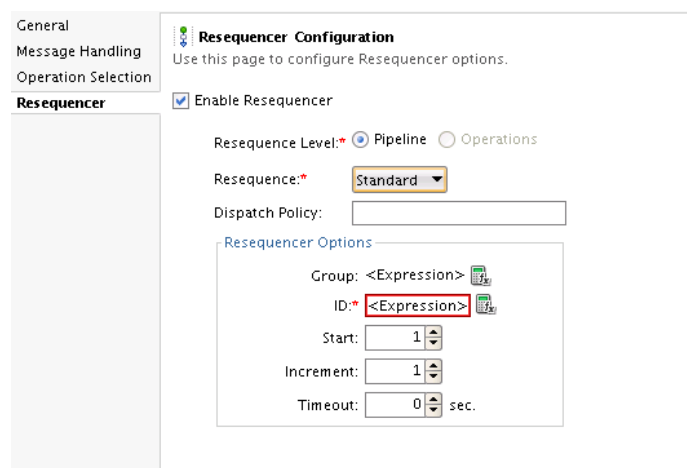 General
Message Handling
Operation Selection
Resequencer
Resequencer Configuration
Use this page to configure Resequencer options.
Enable Resequencer
Resequence Level:* Pipeline Operations
Resequence:* Standard
Dispatch Policy:
Resequencer Options
Group: <Expression>
ID:* <Expression>
Start: 1
Increment: 1
Timeout: 0 sec.